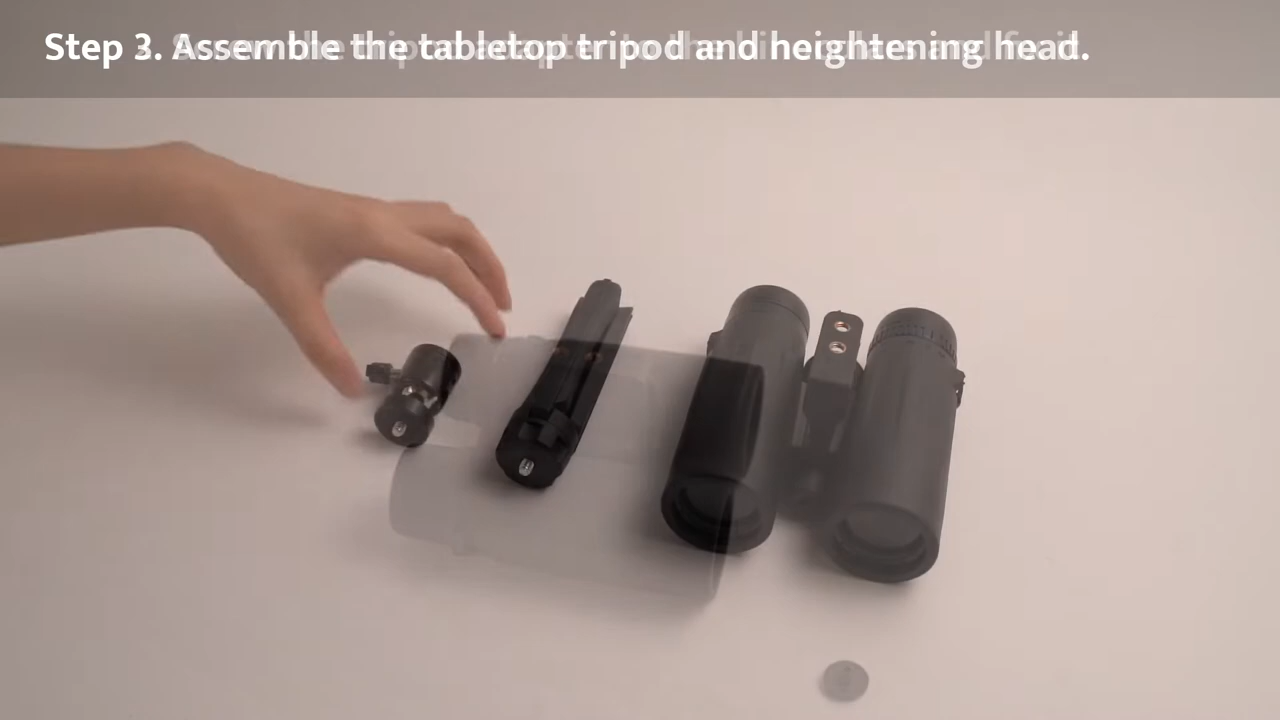 Step 3. Assemble the tabletop tripod and heightening head.